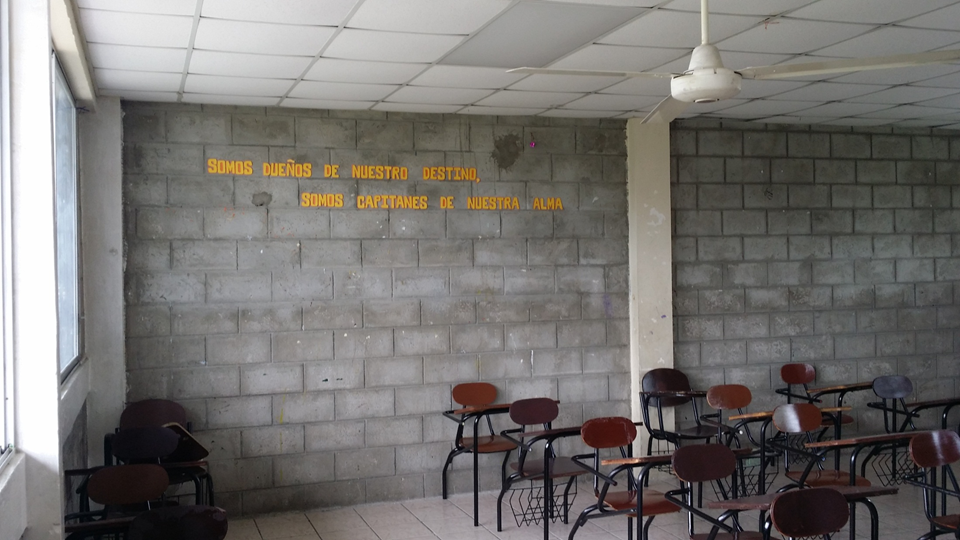 SOMOS DUEÑOS DE NUESTRO DESTINO,
SOMOS CAPITANES DE NUESTRA ALMA